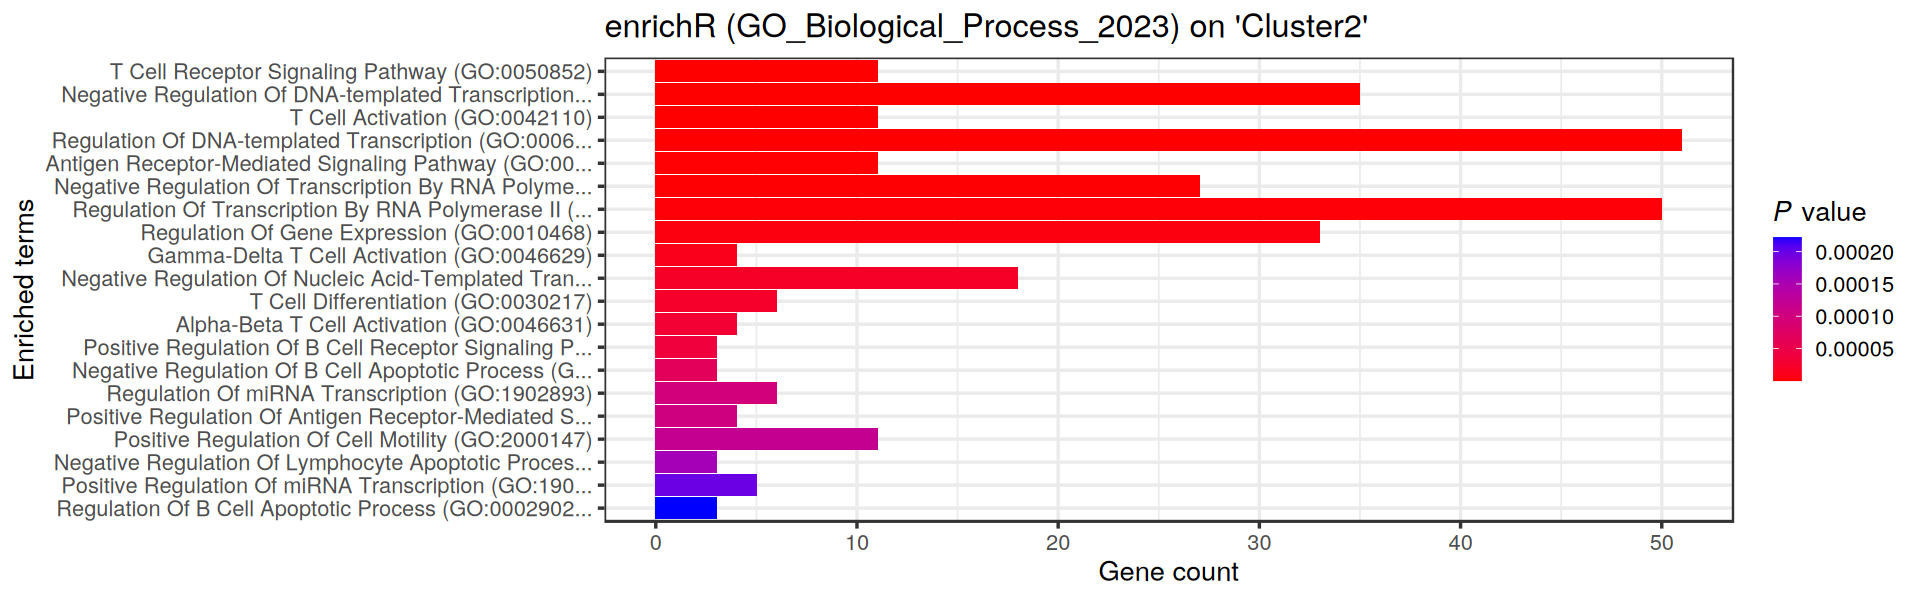 enrichR (GO_Biological_Process_2023) on 'Cluster2'
Enriched terms
T Cell Receptor Signaling Pathway (GO:0050852)
Negative Regulation Of DNA-templated Transcription...
T Cell Activation (GO:0042110)
Regulation Of DNA-templated Transcription (GO:0006...
Antigen Receptor-Mediated Signaling Pathway (GO:00...
Negative Regulation Of Transcription By RNA Polyme...
Regulation Of Transcription By RNA Polymerase II (...
Regulation Of Gene Expression (GO:0010468)
Gamma-Delta T Cell Activation (GO:0046629)
Negative Regulation Of Nucleic Acid-Templated Tran...
T Cell Differentiation (GO:0030217)
Alpha-Beta T Cell Activation (GO:0046631)
Positive Regulation Of B Cell Receptor Signaling P...
Negative Regulation Of B Cell Apoptotic Process (G...
Regulation Of miRNA Transcription (GO:1902893)
Positive Regulation Of Antigen Receptor-Mediated S...
Positive Regulation Of Cell Motility (GO:2000147)
Negative Regulation Of Lymphocyte Apoptotic Proces...
Positive Regulation Of miRNA Transcription (GO:190...
Regulation Of B Cell Apoptotic Process (GO:0002902...
0 10 20 30 40 50
Gene count
P value
0.00020
0.00015
0.00010
0.00005